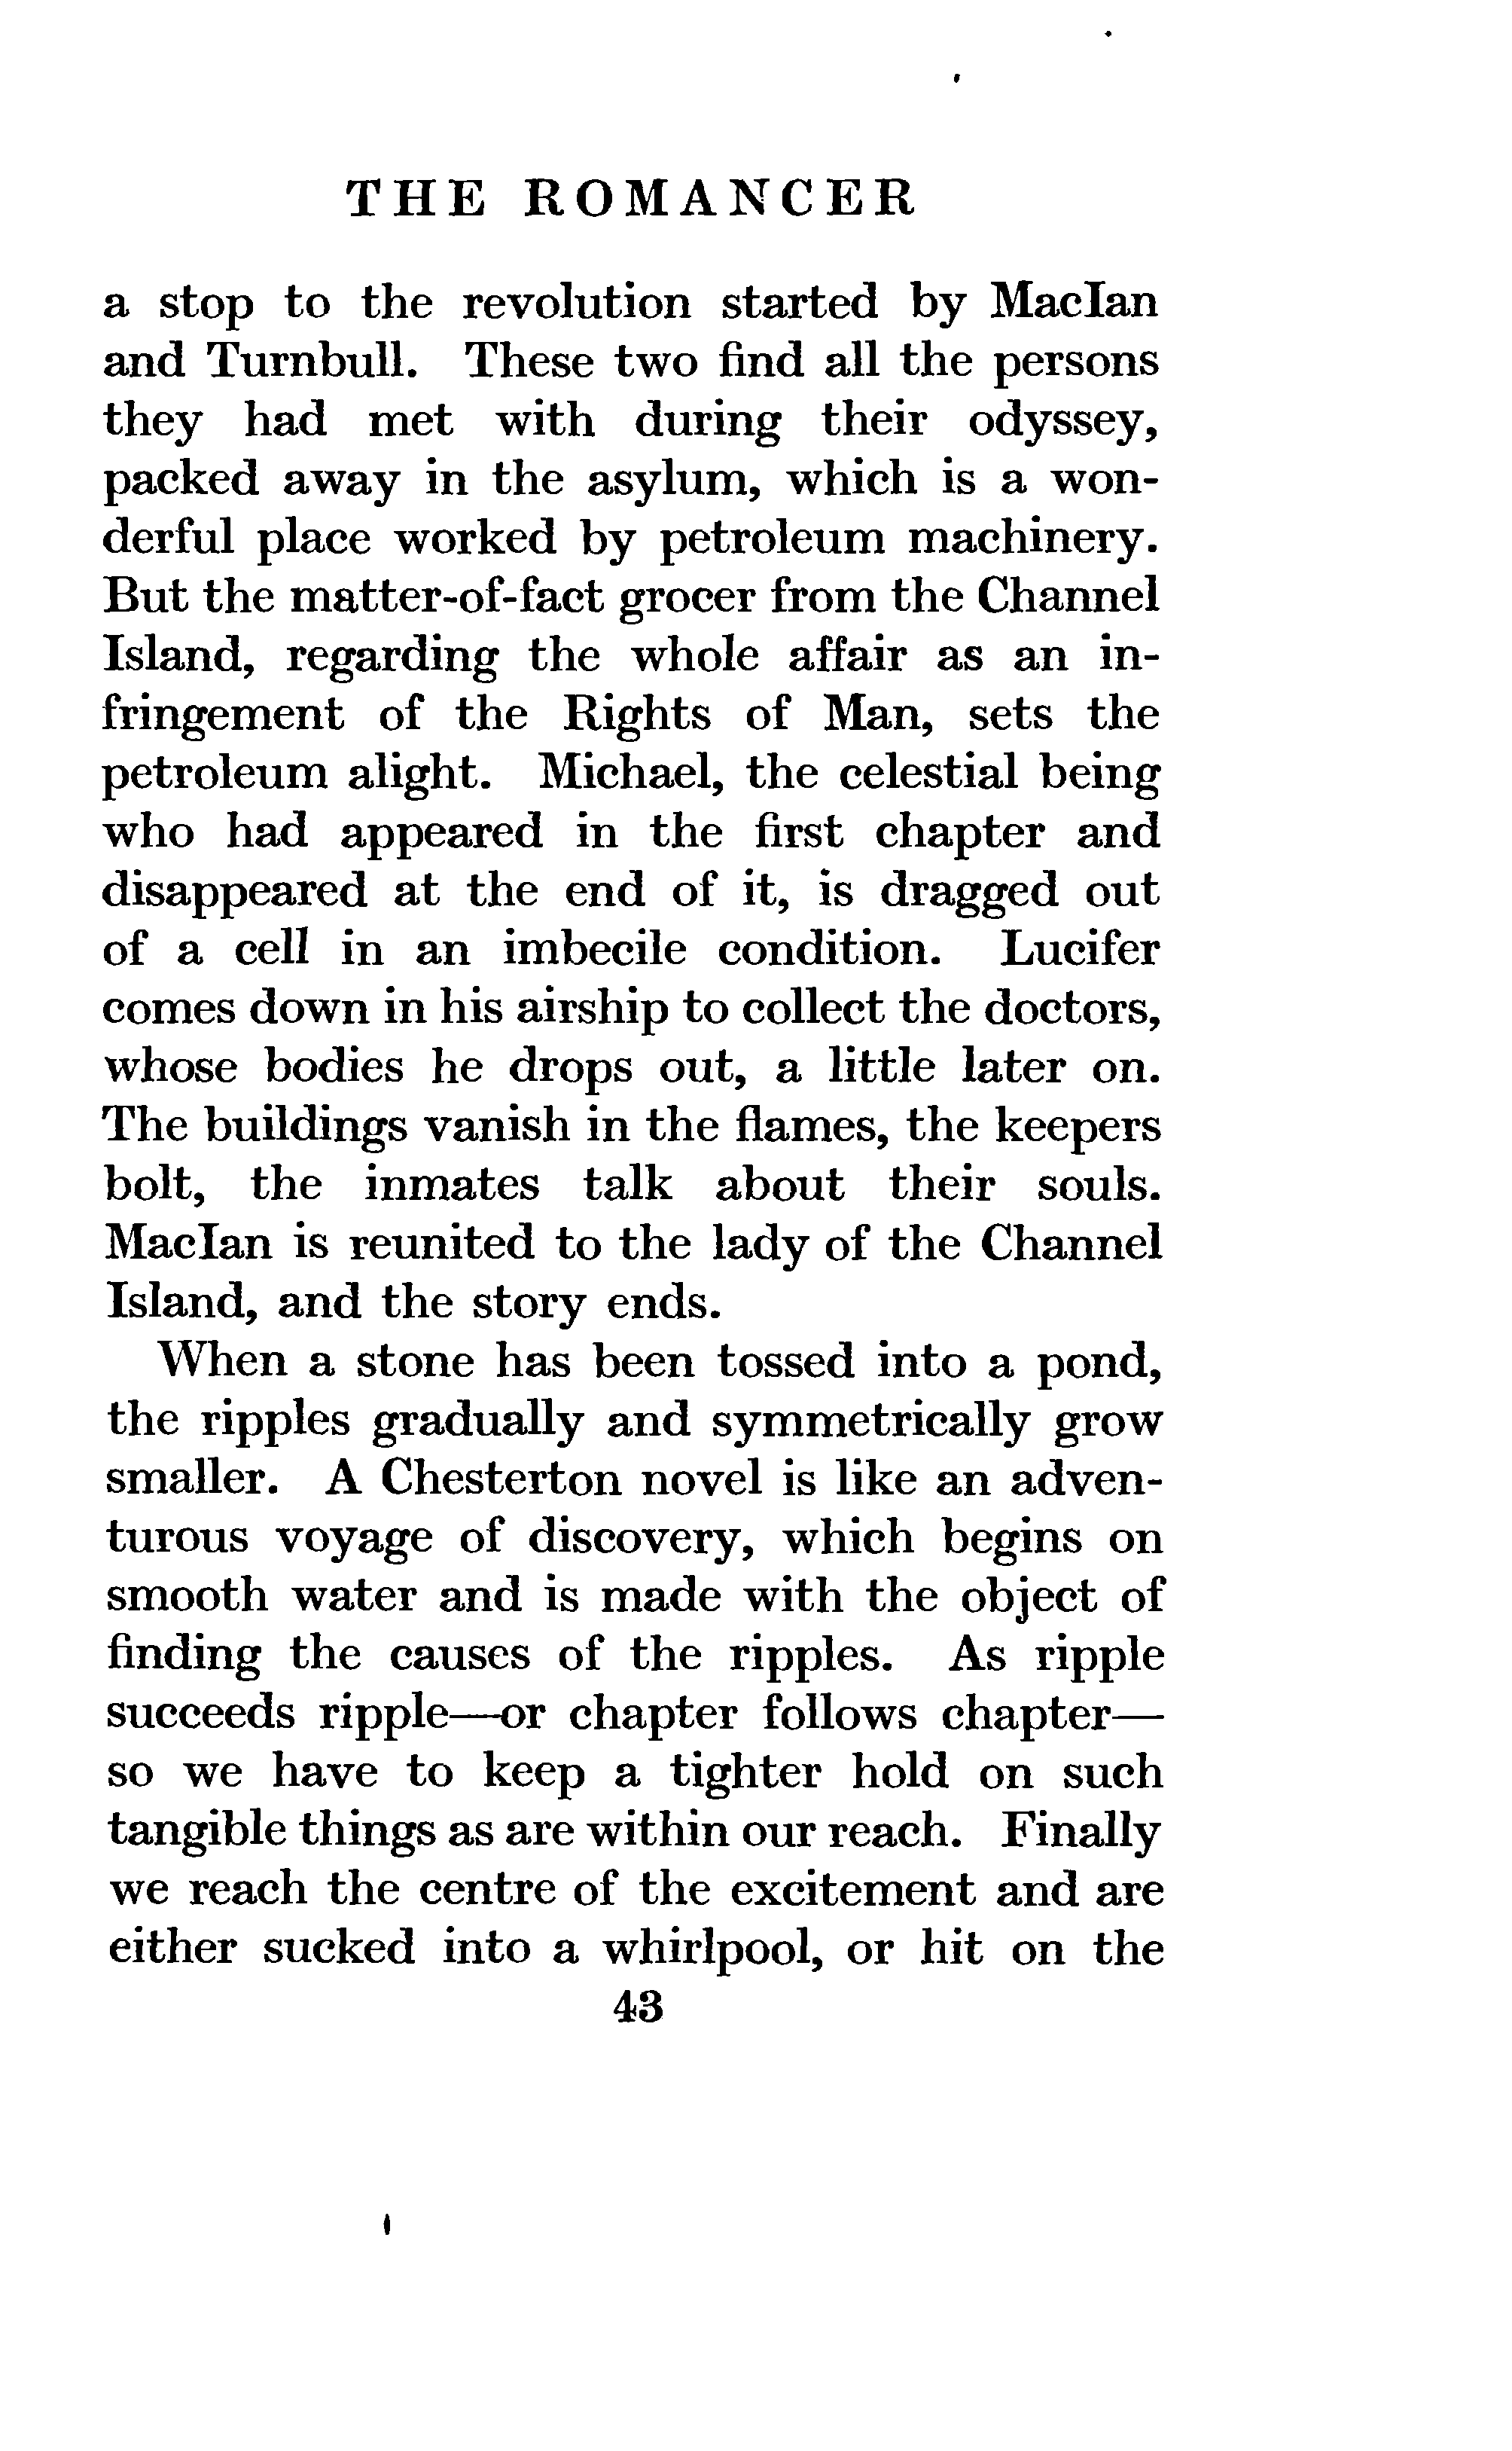 THE ROMANCER
a stop to the revolution started by MacIan
and Turnbull. These two find all the persons
they had met with during their odyssey,
packed away in the asylum, which is a won-
derful place worked by petroleum machinery.
But the matter-of-fact grocer from the Channel
Island, regarding the whole affair as an in-
fringement of the Rights of Man, sets the
petroleum alight. Michael, the celestial being
who had appeared in the first chapter and
disappeared at the end of it, is dragged out
of a cell in an imbecile condition. Lucifer
comes down in his airship to collect the doctors,
whose bodies he drops out, a little later on.
The buildings vanish in the flames, the keepers
bolt, the inmates talk about their souls.
MacIan is reunited to the lady of the Channel
Island, and the story ends.
When a stone has been tossed into a pond,
the ripples gradually and symmetrically grow
smaller. A Chesterton novel is like an adven-
turous voyage of discovery, which begins on
smooth water and is made with the object of
finding the causes of the ripples. As ripple
succeeds ripple—or chapter follows chapter—
so we have to keep a tighter hold on such
tangible things as are within our reach. Finally
we reach the centre of the excitement and are
either sucked into a whirlpool, or hit on the
43